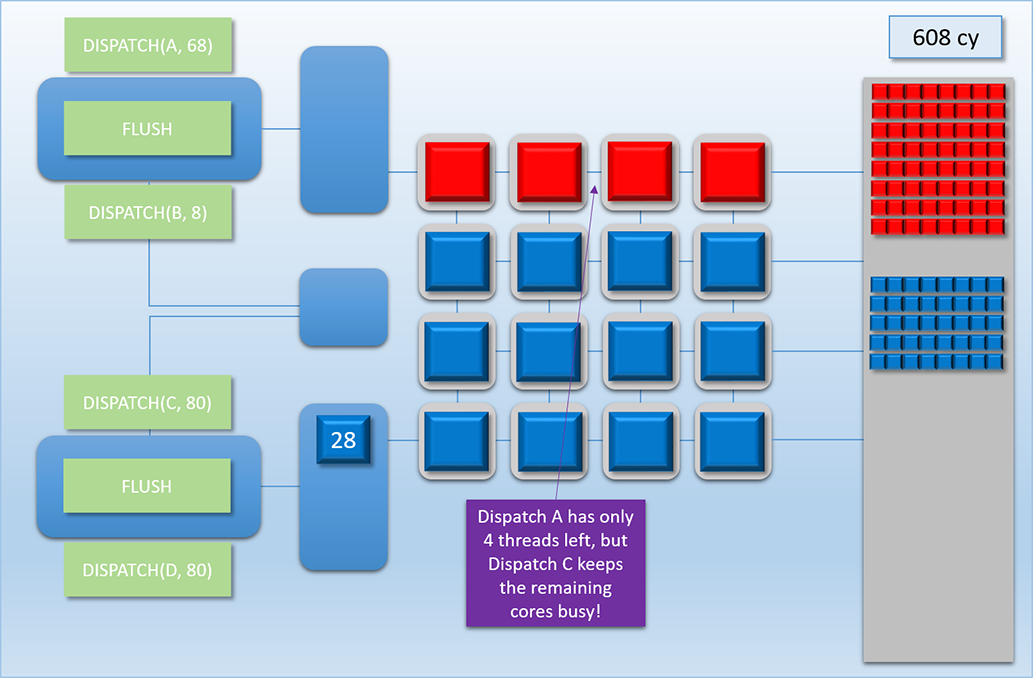 DISPATCH(A, 68)
608 cy
FLUSH
DISPATCH(B, 8)
DISPATCH(C, 80)
28
FLUSH
DISPATCH(D, 80)
Dispatch A has only
4 threads left, but
Dispatch C keeps
the remaining
cores busy!